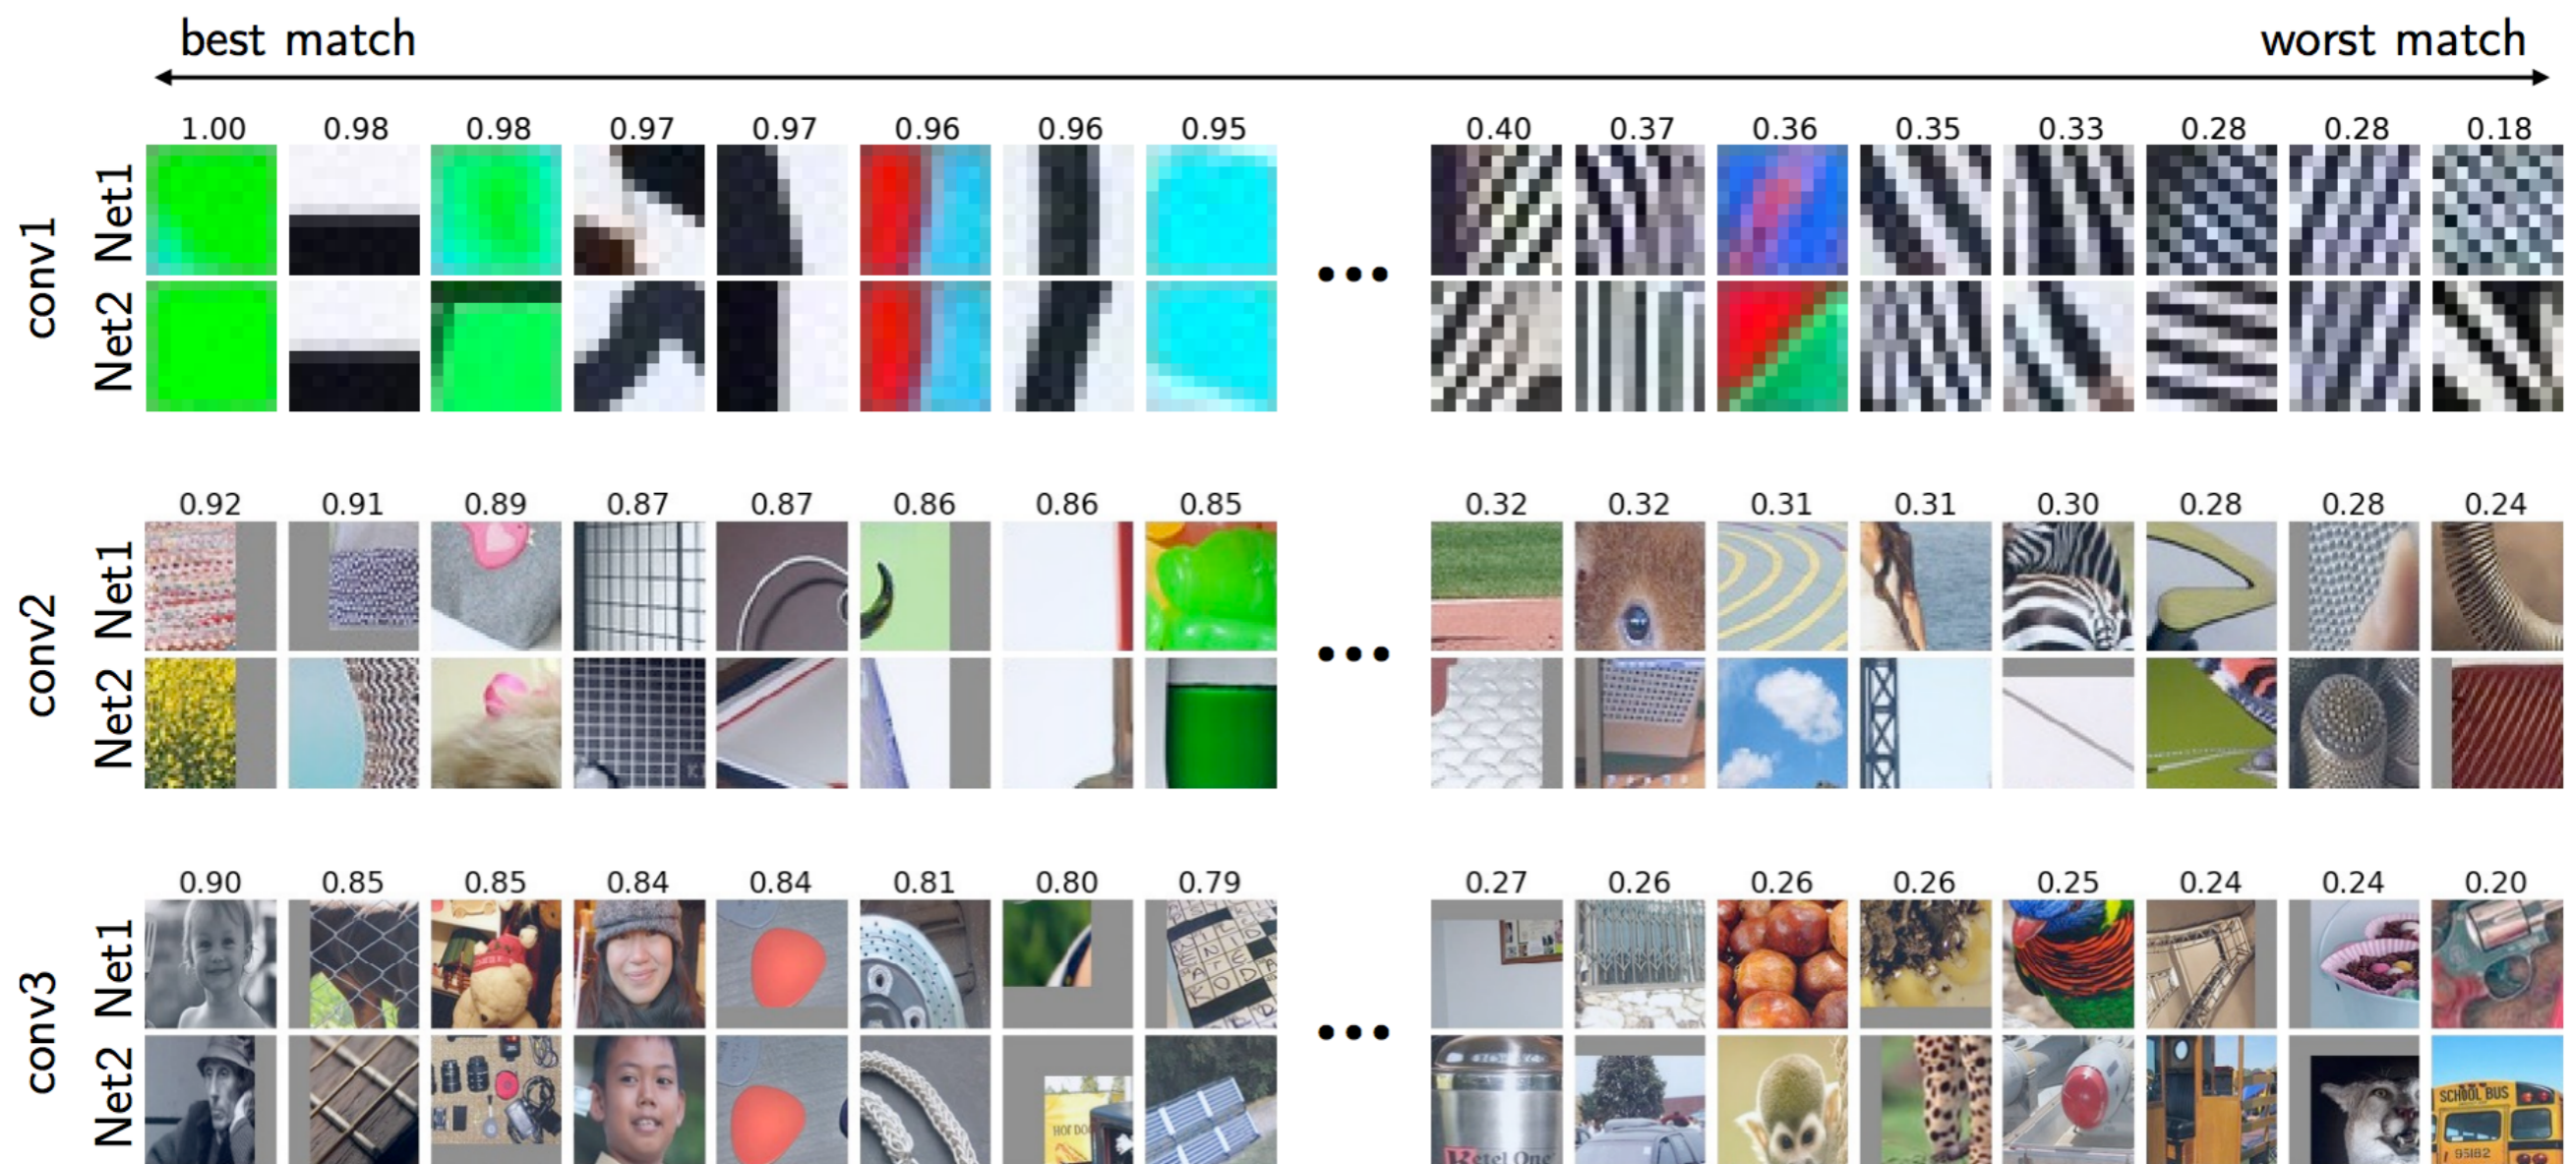 best match worst match
1.00 0.98 0.98 0.97 0.97 0.96 0.96 0.95 0.40 0.37 0.36 0.35 0.33 0.28 0.28 0.18
conv1
Net1
•••
Net2
0.92 0.91 0.89 0.87 0.87 0.86 0.86 0.85 0.32 0.32 0.31 0.31 0.30 0.28 0.28 0.24
conv2
Net1
•••
Net2
0.90 0.85 0.85 0.84 0.84 0.81 0.80 0.79 0.27 0.26 0.26 0.26 0.25 0.24 0.24 0.20
conv3
Net1
•••
Net2
HOT DO
Ketel One
SCHOOL BUS
95182